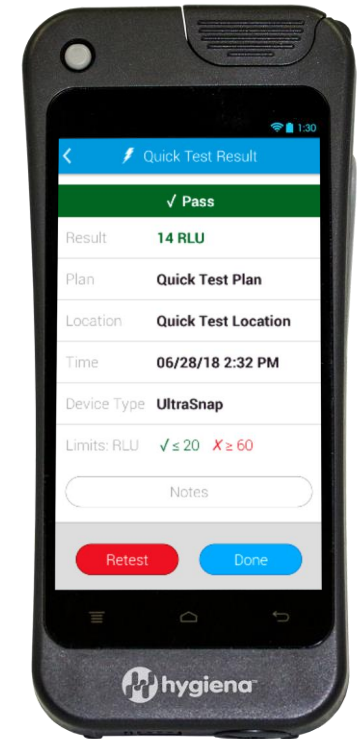 1:30
Quick Test Result
√ Pass
Result 14 RLU
Plan Quick Test Plan
Location Quick Test Location
Time 06/28/18 2:32 PM
Device Type UltraSnap
Limits: RLU √ ≤ 20 X ≥ 60
Notes
Retest Done
hygiena